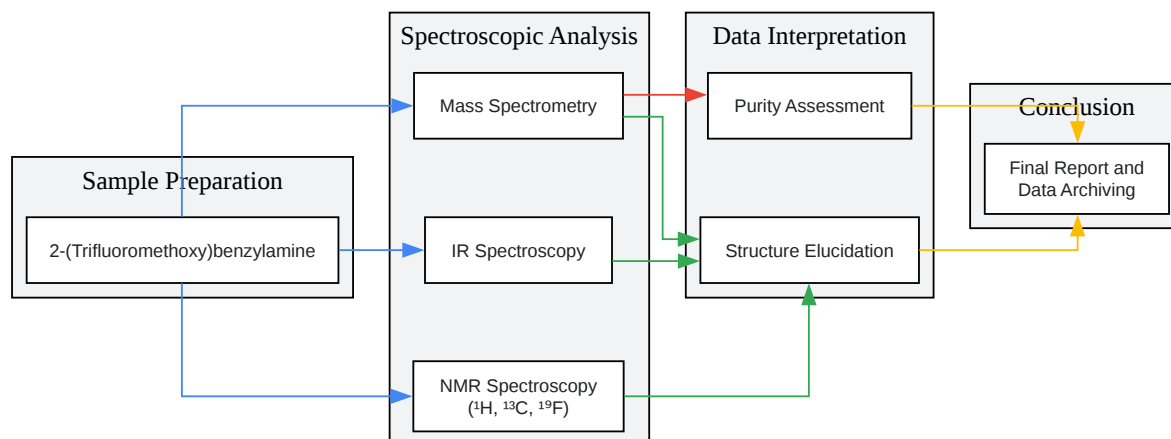 Sample Preparation
2-(Trifluoromethoxy)benzylamine
Spectroscopic Analysis
Mass Spectrometry
IR Spectroscopy
NMR Spectroscopy
(¹H, ¹³C, ¹⁹F)
Data Interpretation
Purity Assessment
Structure Elucidation
Conclusion
Final Report and
Data Archiving